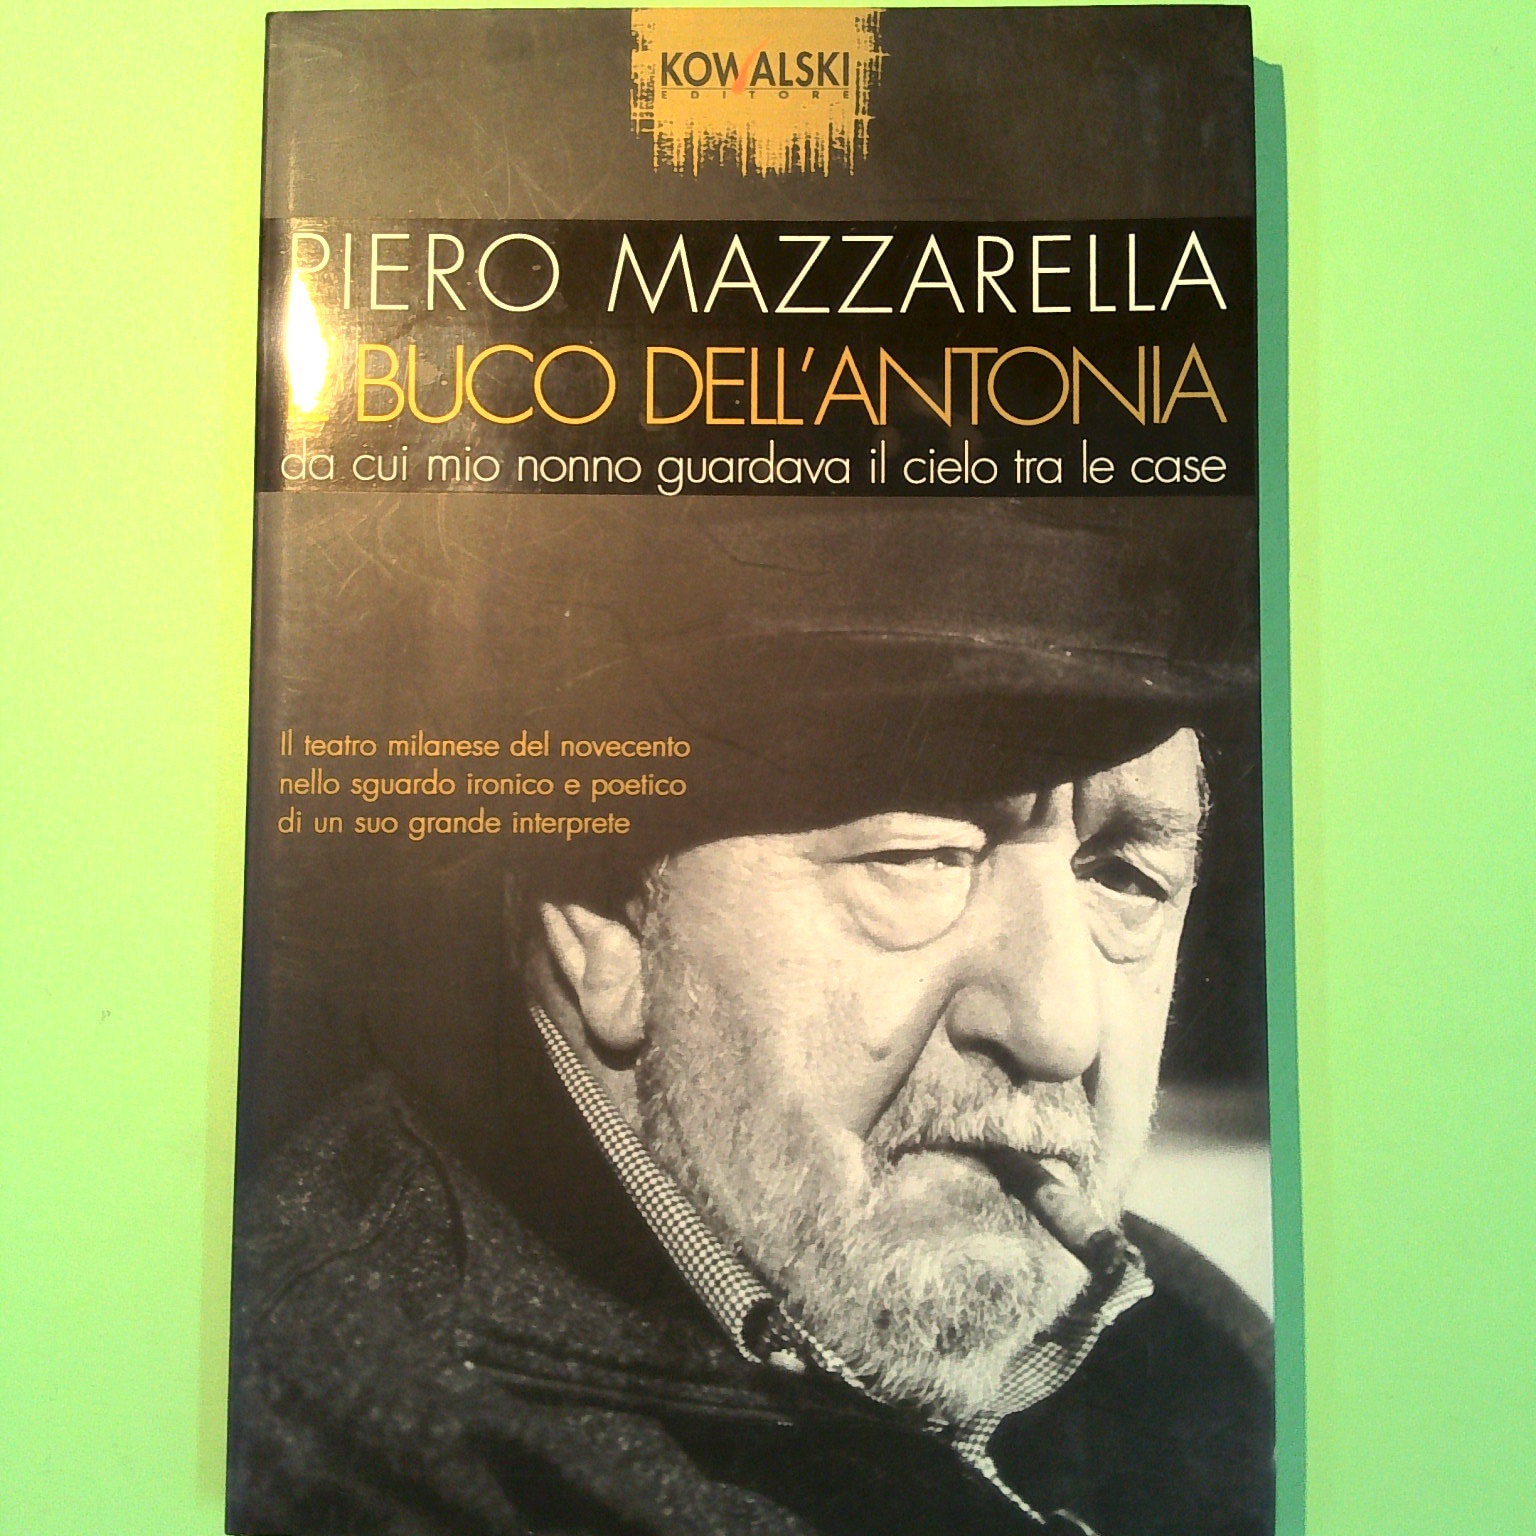 KOWALSKI
EDITORE
PIERO MAZZARELLA
BUCO DELL'ANTONIA
da cui mio nonno guardava il cielo tra le case
Il teatro milanese del novecento
nello sguardo ironico e poetico
di un suo grande interprete